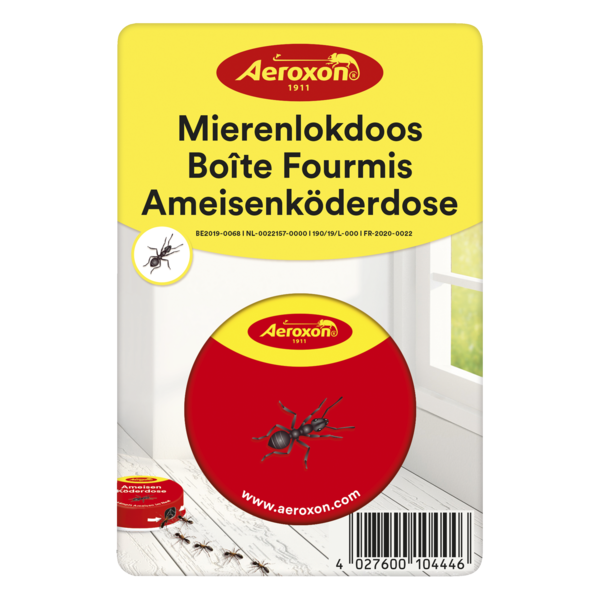 Aeroxon®
1911
Mierenlokdoos
Boîte Fourmis
Ameisenköderdose
BE2019-0068 I NL-0022157-0000 I 190/19/L-000 I FR-2020-0022
Aeroxon®
1911
www.aeroxon.com
Ameisen
Köderdose
4 027600 104446